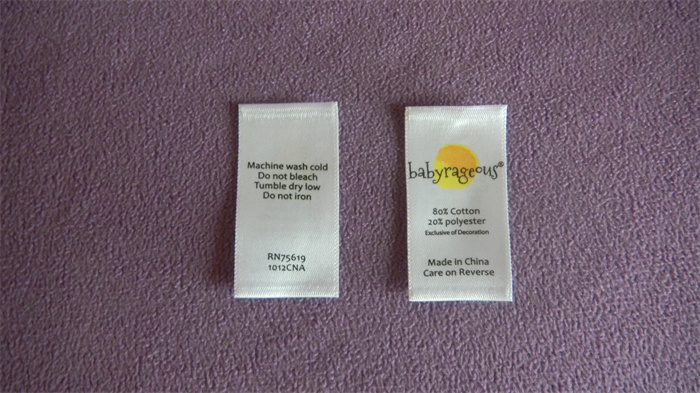 Machine wash cold
Do not bleach
Tumble dry low
Do not iron
RN75619
1012CNA
babyrageous®
80% Cotton
20% polyester
Exclusive of Decoration
Made in China
Care on Reverse